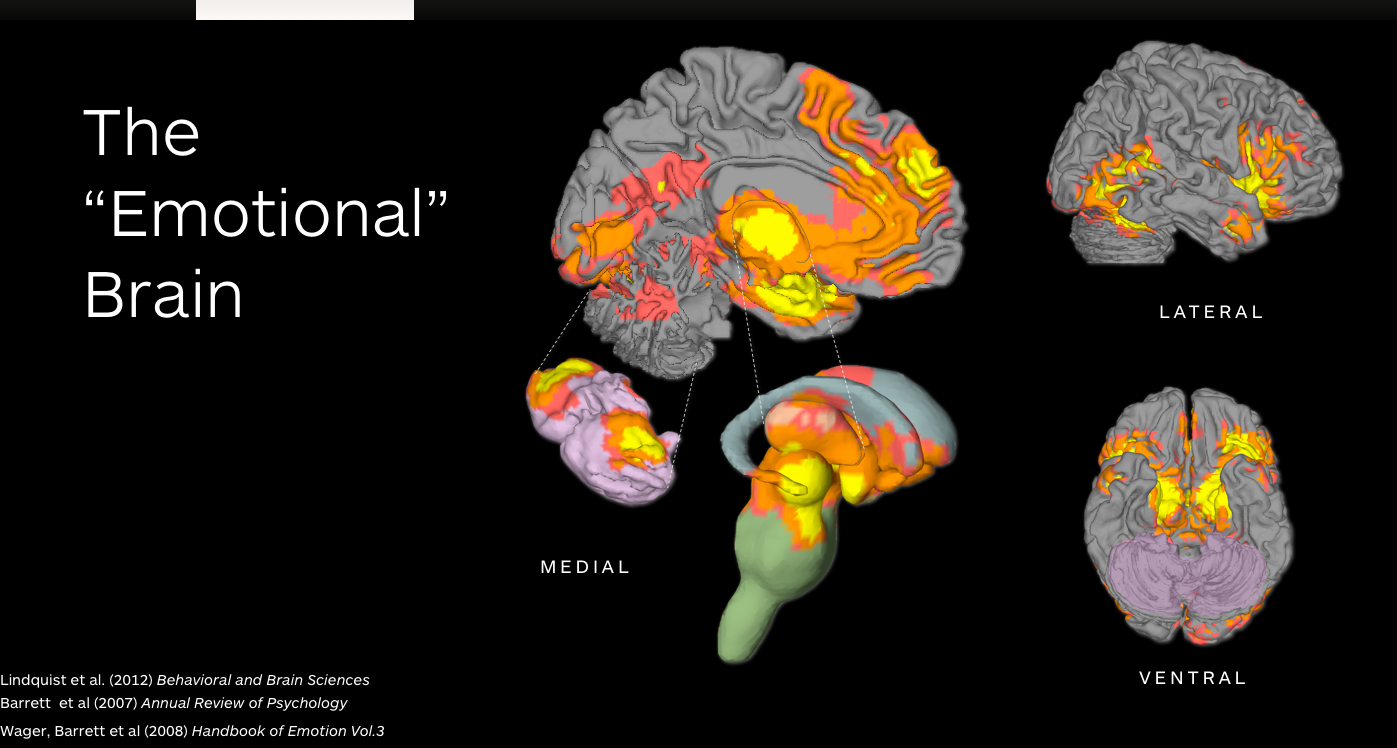 The
“Emotional”
Brain
LATERAL
MEDIAL
VENTRAL
Lindquist et al. (2012) Behavioral and Brain Sciences
Barrett et al (2007) Annual Review of Psychology
Wager, Barrett et al (2008) Handbook of Emotion Vol.3